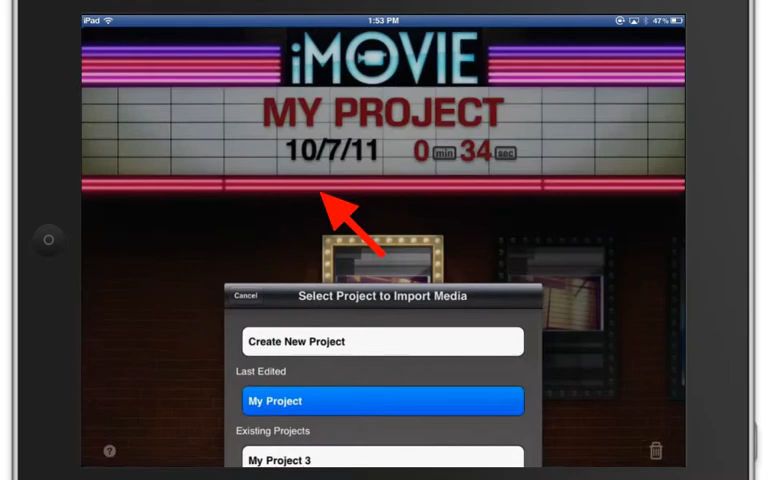 iPad 1:53 PM 47%
iMOVIE
MY PROJECT
10/7/11 0 min 34 sec
Cancel Select Project to Import Media
Create New Project
Last Edited
My Project
Existing Projects
My Project 3
?